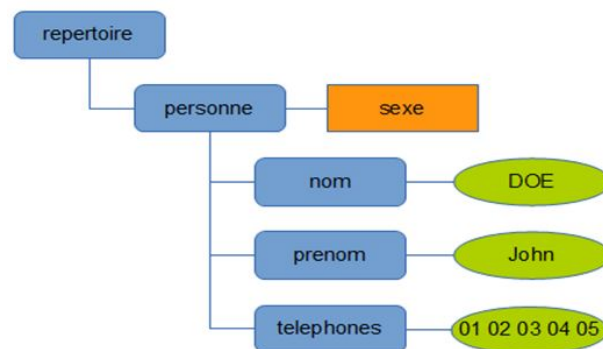 repertoire
personne
sexe
nom
DOE
prenom
John
telephones
01 02 03 04 05